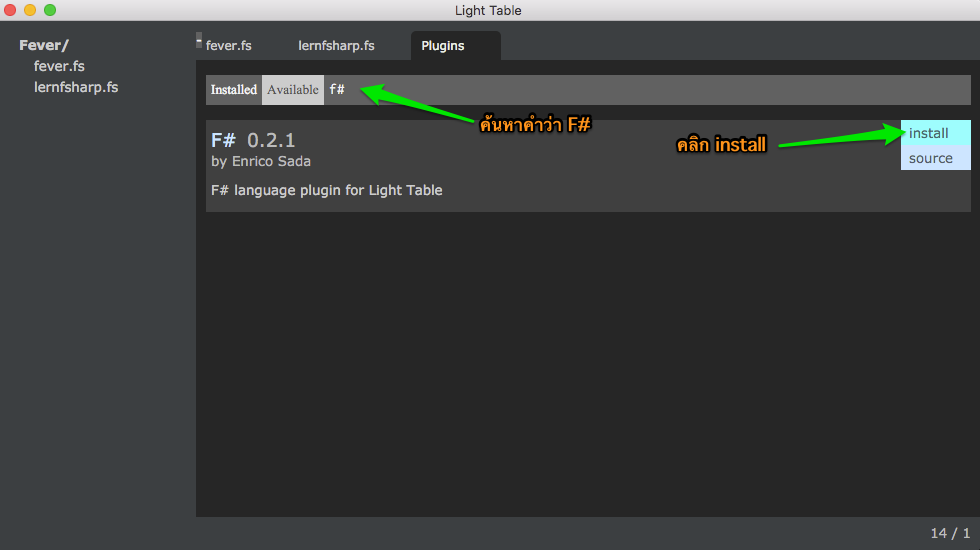 Light Table
Fever/
fever.fs
lernfsharp.fs
fever.fs lernfsharp.fs Plugins
Installed Available f#
ค้นหาคำว่า F#
F# 0.2.1
by Enrico Sada
F# language plugin for Light Table
คลิก install
install
source
14 / 1